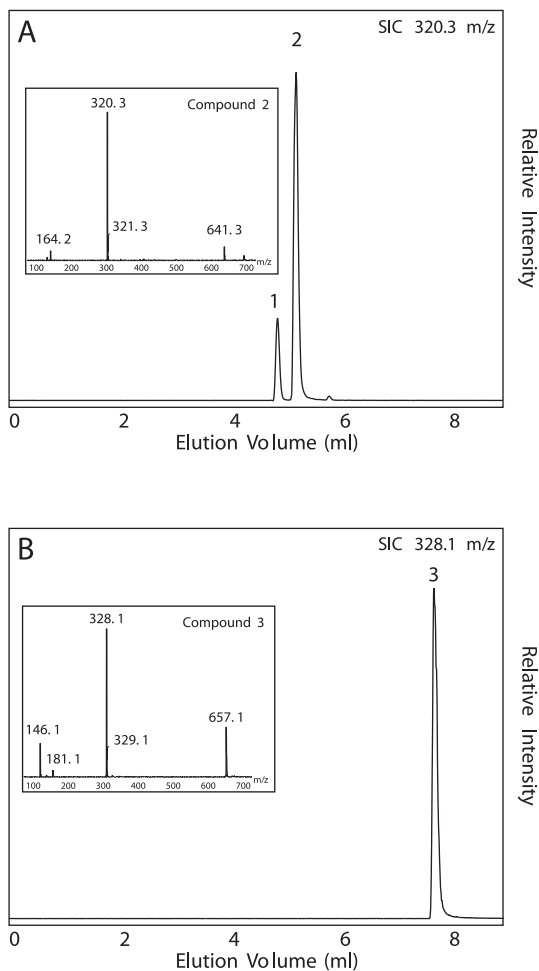 A
SIC 320.3 m/z
2
320.3
Compound 2
321.3
164.2
641.3
100 200 300 400 500 600 700 m/z
1
Relative Intensity
0 2 4 6 8
Elution Volume (ml)
B
SIC 328.1 m/z
3
328.1
Compound 3
657.1
146.1
329.1
181.1
100 200 300 400 500 600 700 m/z
Relative Intensity
0 2 4 6 8
Elution Volume (ml)